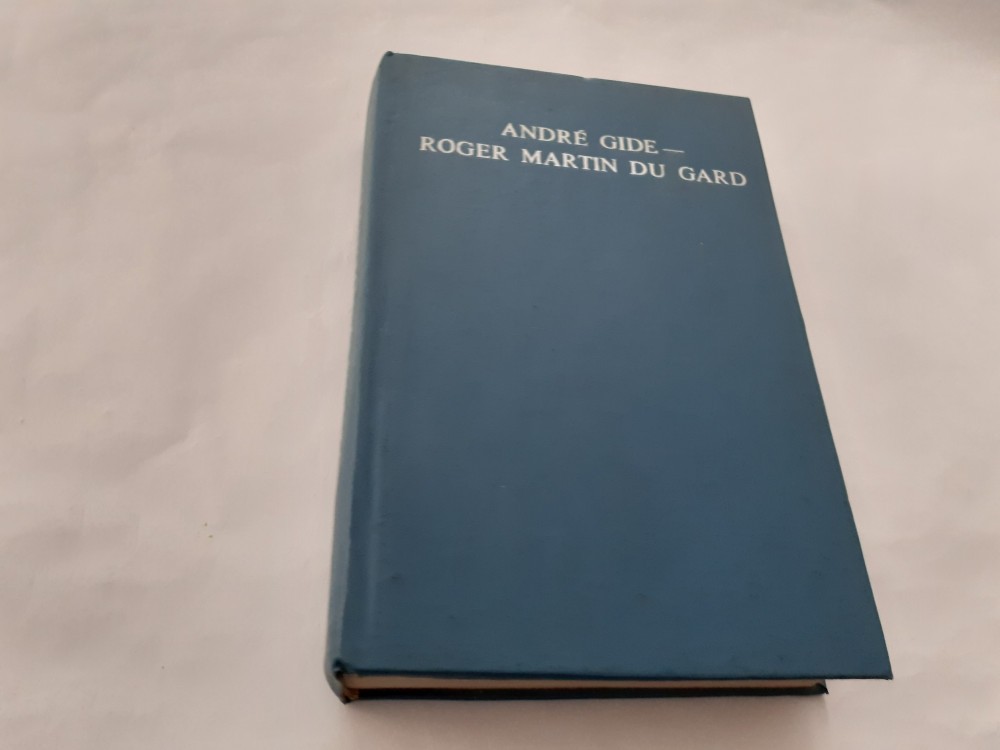 ANDRÉ GIDE —
ROGER MARTIN DU GARD